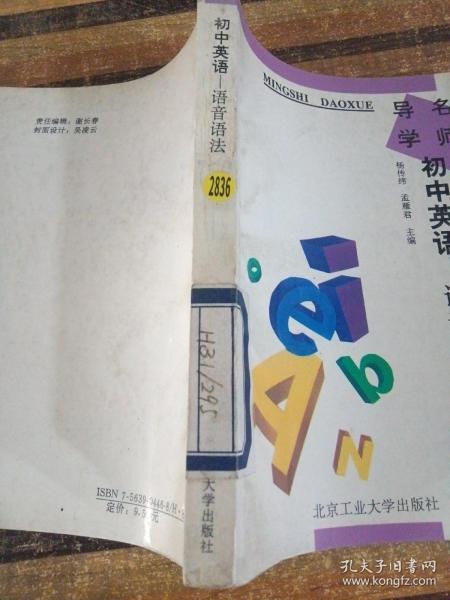 责任编辑：谢长春
封面设计：吴凌云
ISBN 7-5639-0446-8/H·
定价：9.5 元
初中英语—语音语法
2836
H31/295
大学出版社
MINGSHI DAOXUE
名师
导学
初中英语
杨传纬 孟雁君 主编
o
e
i
b
A
N
北京工业大学出版社
孔夫子旧书网
www.kongfz.com